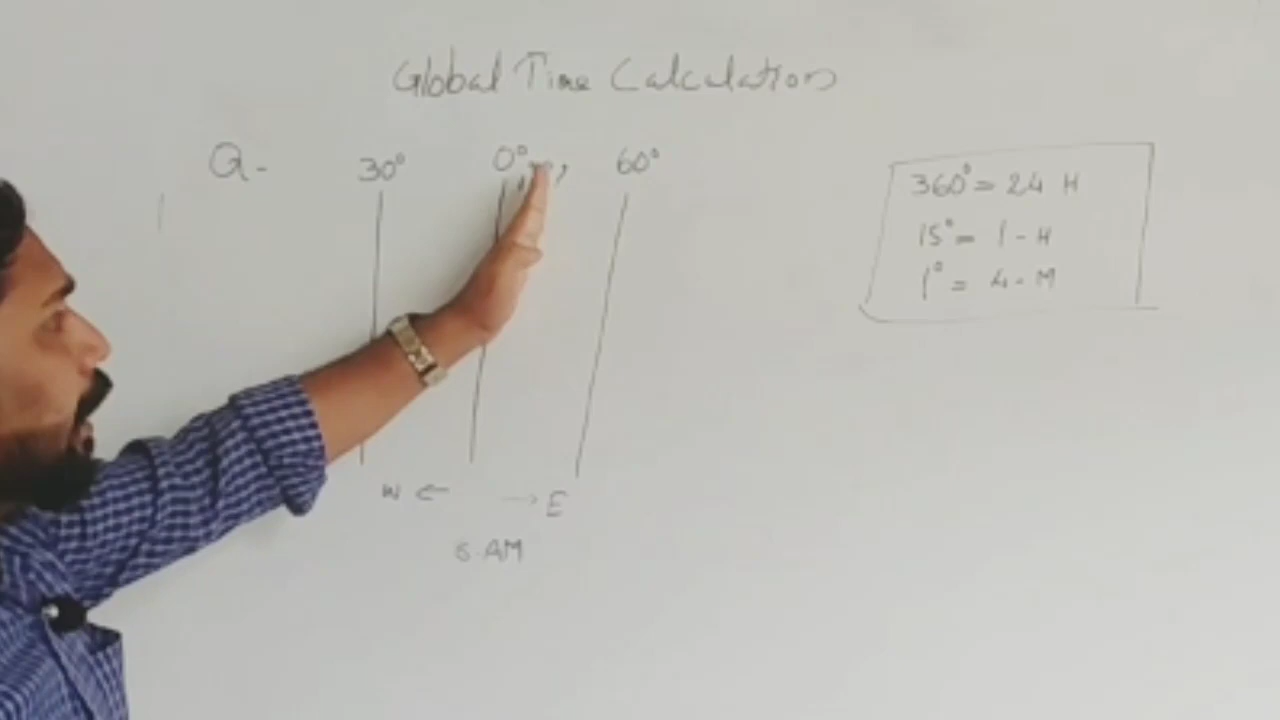 Global Time Calculation
Q- 30° 0° 60°
360° = 24 H
15° = 1-H
1° = 4-M
W ← → E
6 AM